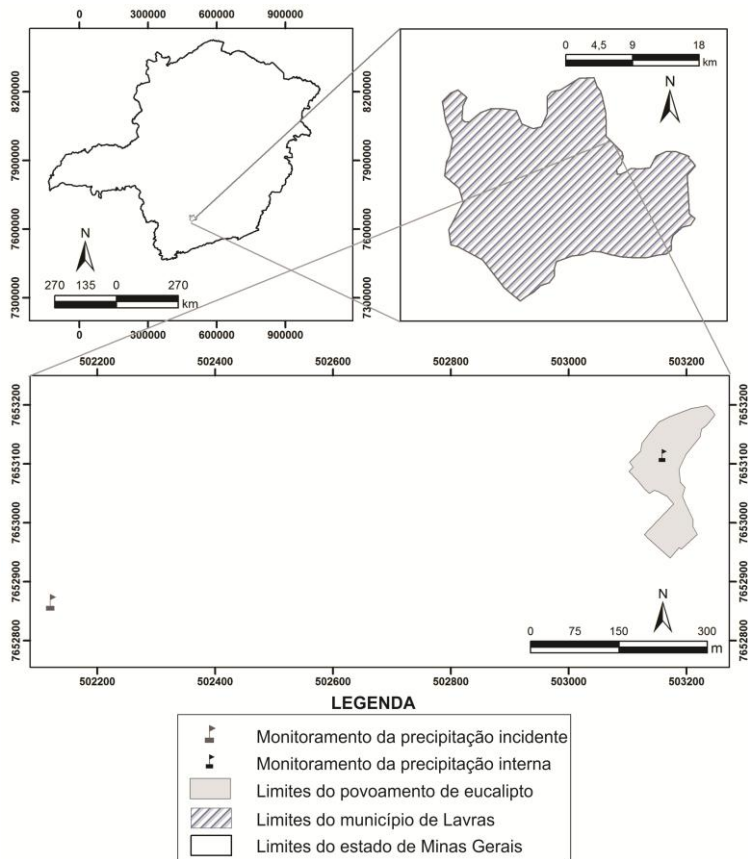 0 300000 600000 900000
8200000
7900000
7600000
7300000
N
270 135 0 270
km
0 300000 600000 900000
8200000
7900000
7600000
7300000
0 4,5 9 18
km
N
502200 502400 502600 502800 503000 503200
7653200
7653100
7653000
7652900
7652800
7653200
7653100
7653000
7652900
7652800
N
0 75 150 300
m
502200 502400 502600 502800 503000 503200
LEGENDA
Monitoramento da precipitação incidente
Monitoramento da precipitação interna
Limites do povoamento de eucalipto
Limites do município de Lavras
Limites do estado de Minas Gerais